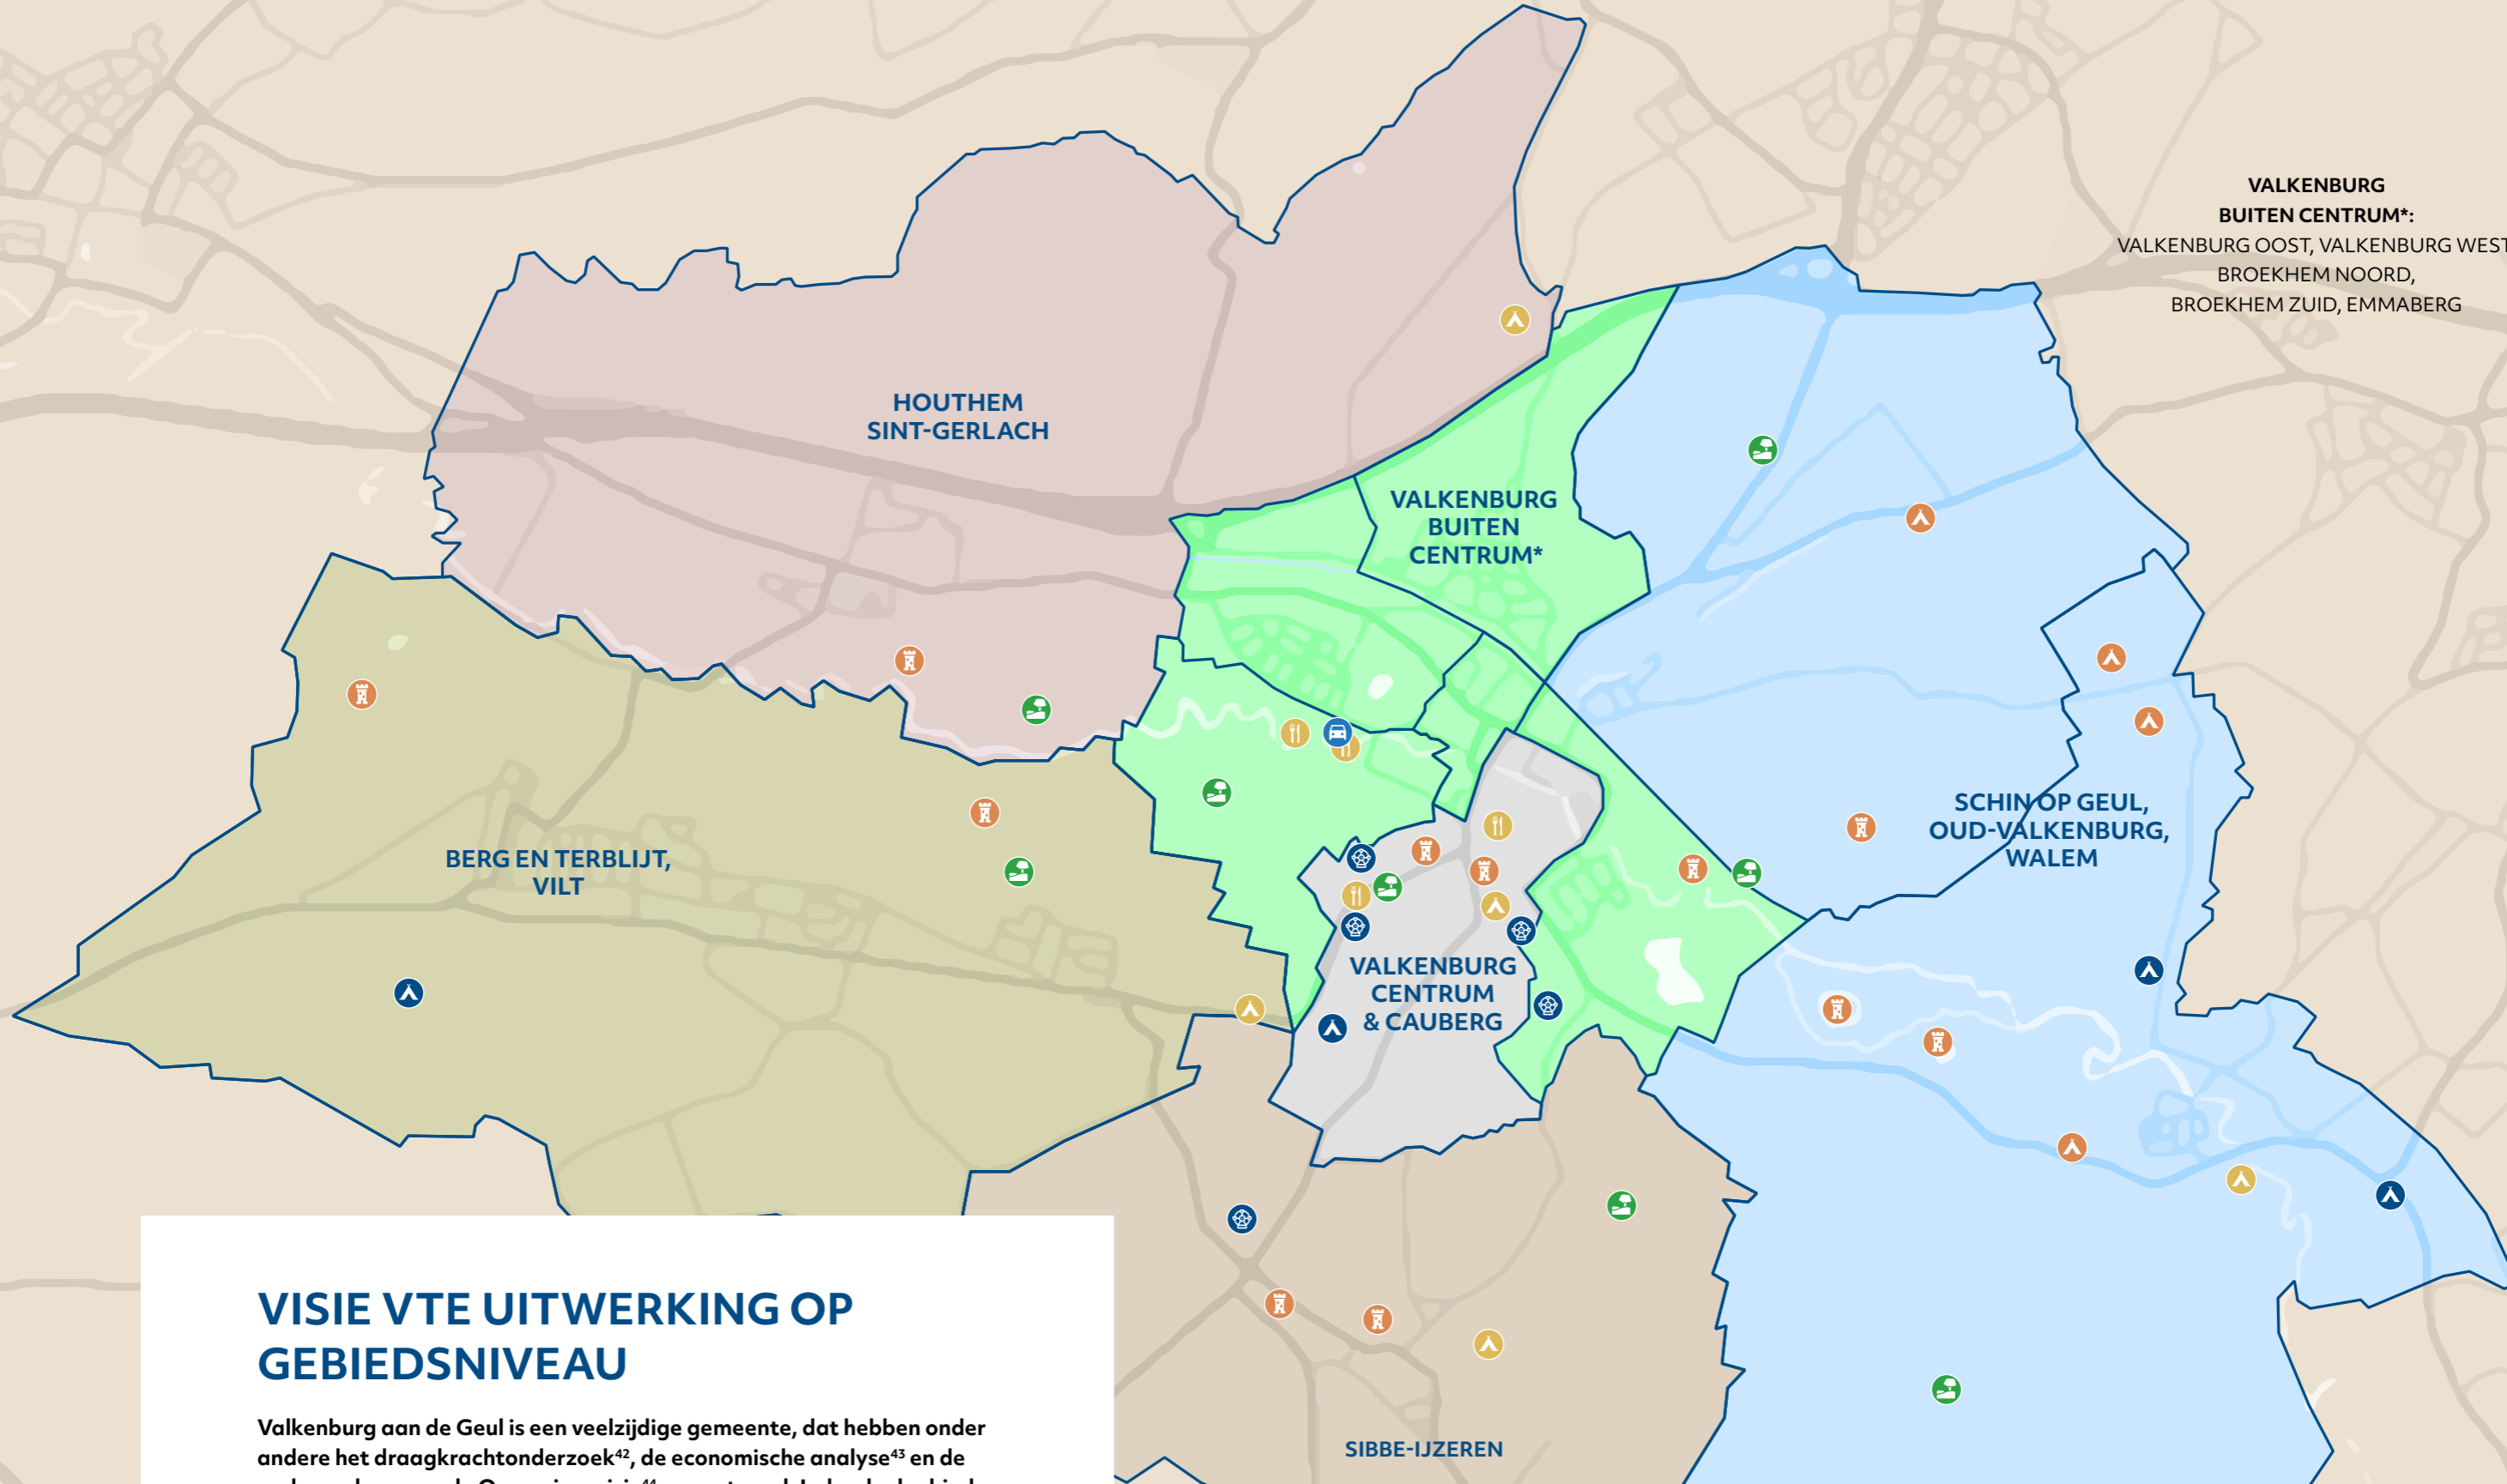 VALKENBURG
BUITEN CENTRUM*:
VALKENBURG OOST, VALKENBURG WEST
BROEKHEM NOORD,
BROEKHEM ZUID, EMMABERG
HOUTHEM
SINT-GERLACH
VALKENBURG
BUITEN
CENTRUM*
SCHIN OP GEUL,
OUD-VALKENBURG,
WALEM
BERG EN TERBLIJT,
VILT
VALKENBURG
CENTRUM
& CAUBERG
SIBBE-IJZEREN
VISIE VTE UITWERKING OP
GEBIEDSNIVEAU
Valkenburg aan de Geul is een veelzijdige gemeente, dat hebben onder
andere het draagkrachtonderzoek⁴², de economische analyse⁴³ en de